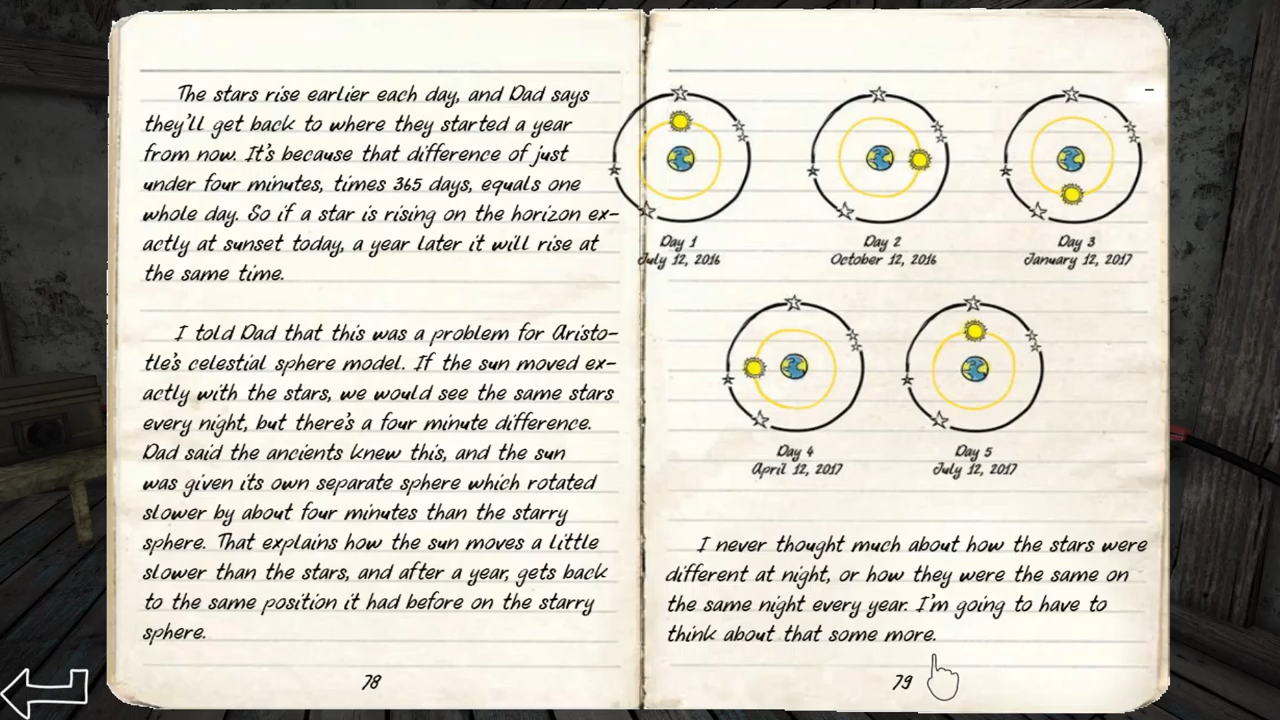 The stars rise earlier each day, and Dad says
they'll get back to where they started a year
from now. It's because that difference of just
under four minutes, times 365 days, equals one
whole day. So if a star is rising on the horizon ex-
actly at sunset today, a year later it will rise at
the same time.
I told Dad that this was a problem for Aristo-
tle's celestial sphere model. If the sun moved ex-
actly with the stars, we would see the same stars
every night, but there's a four minute difference.
Dad said the ancients knew this, and the sun
was given its own separate sphere which rotated
slower by about four minutes than the starry
sphere. That explains how the sun moves a little
slower than the stars, and after a year, gets back
to the same position it had before on the starry
sphere.
78
Day 1
July 12, 2016
Day 2
October 12, 2016
Day 3
January 12, 2017
Day 4
April 12, 2017
Day 5
July 12, 2017
I never thought much about how the stars were
different at night, or how they were the same on
the same night every year. I'm going to have to
think about that some more.
79